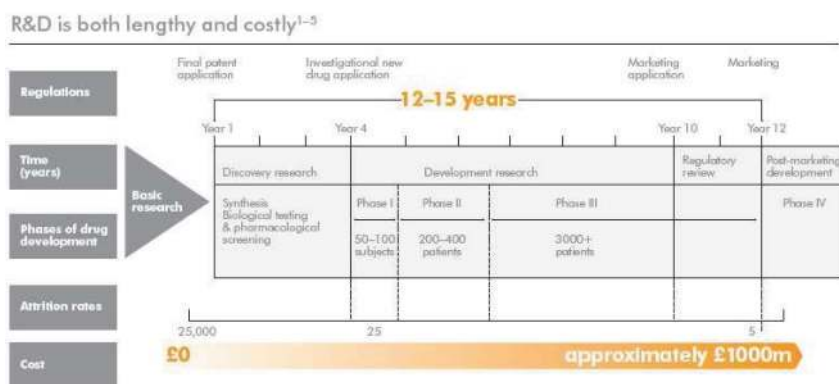 R&D is both lengthy and costly¹⁻⁵
Final patent
application
Investigational new
drug application
Marketing
application
Marketing
Regulations
12–15 years
Year 1
Year 4
Year 10
Year 12
Time
(years)
Discovery research
Development research
Regulatory
review
Post-marketing
development
Basic
research
Phases of drug
development
Synthesis
Biological testing
& pharmacological
screening
Phase I
Phase II
Phase III
Phase IV
50–100
subjects
200–400
patients
3000+
patients
Attrition rates
25,000
25
5
Cost
£0
approximately £1000m